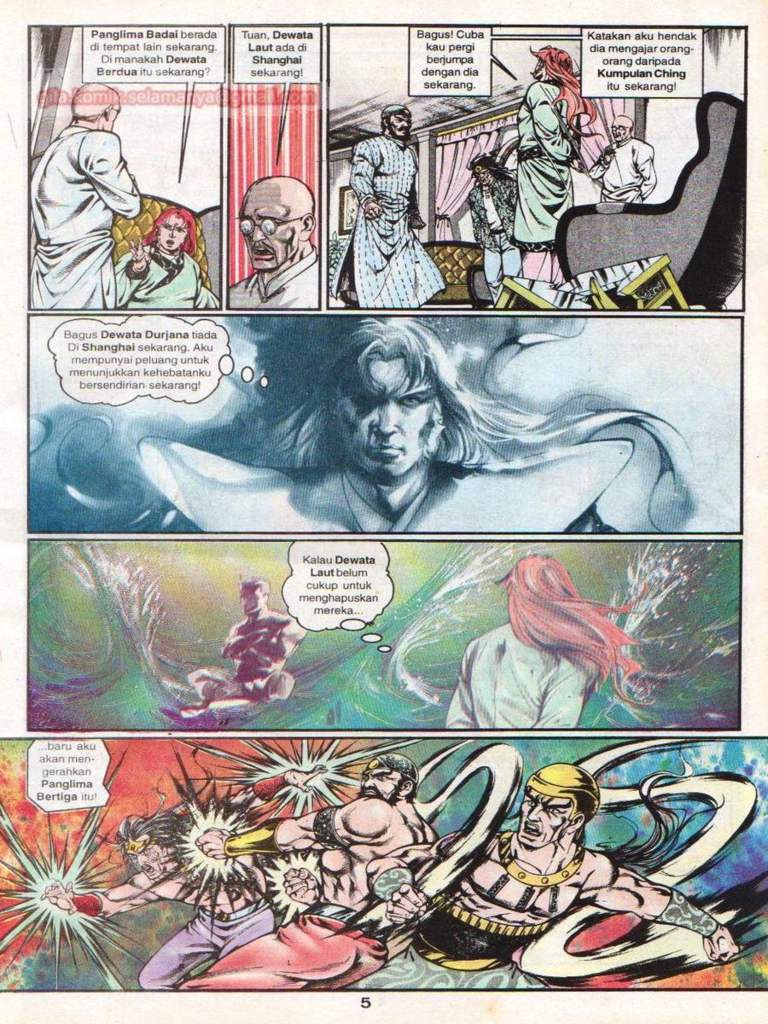 Panglima Badai berada
di tempat lain sekarang.
Di manakah Dewata
Berdua itu sekarang?
Tuan, Dewata
Laut ada di
Shanghai
sekarang!
Bagus! Cuba
kau pergi
berjumpa
dengan dia
sekarang.
Katakan aku hendak
dia mengajar orang-
orang daripada
Kumpulan Ching
itu sekarang!
Bagus Dewata Durjana tiada
Di Shanghai sekarang. Aku
mempunyai peluang untuk
menunjukkan kehebatanku
bersendirian sekarang!
Kalau Dewata
Laut belum
cukup untuk
menghapuskan
mereka...
...baru aku
akan men-
gerahkan
Panglima
Bertiga itu!
5